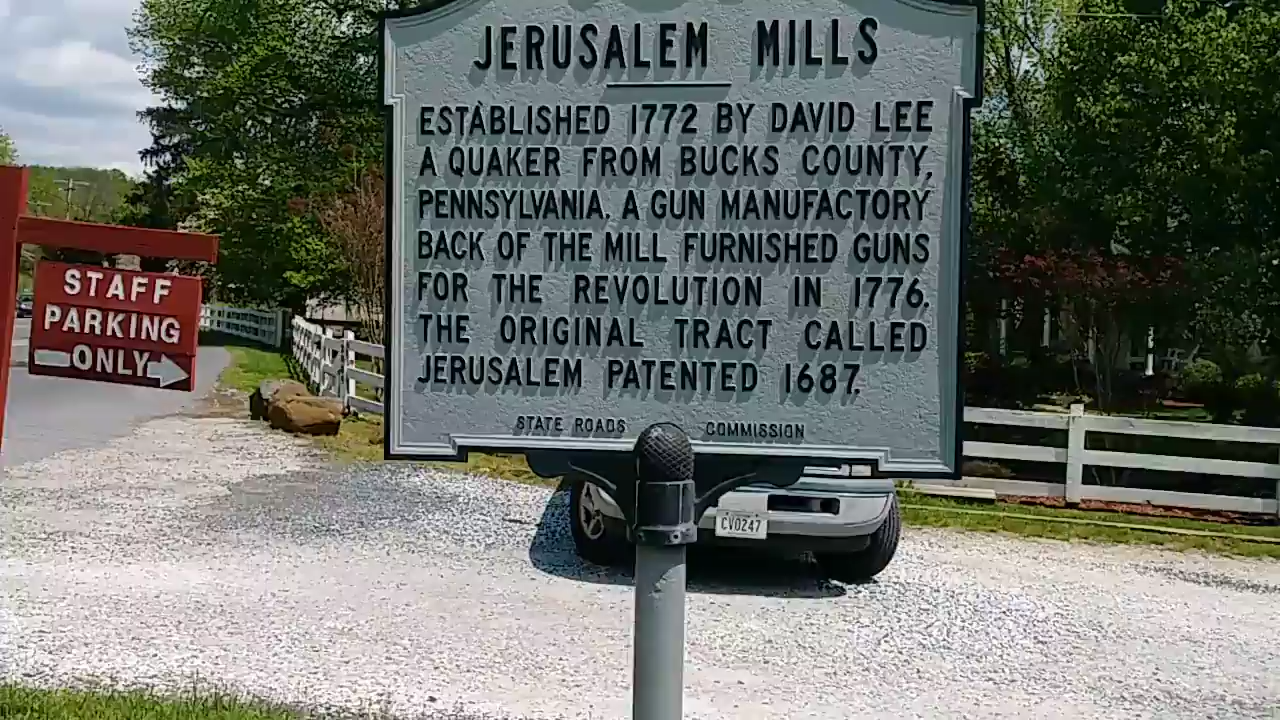 JERUSALEM MILLS
ESTABLISHED 1772 BY DAVID LEE
A QUAKER FROM BUCKS COUNTY,
PENNSYLVANIA. A GUN MANUFACTORY
BACK OF THE MILL FURNISHED GUNS
FOR THE REVOLUTION IN 1776.
THE ORIGINAL TRACT CALLED
JERUSALEM PATENTED 1687.
STATE ROADS COMMISSION
STAFF
PARKING
ONLY
CV0247